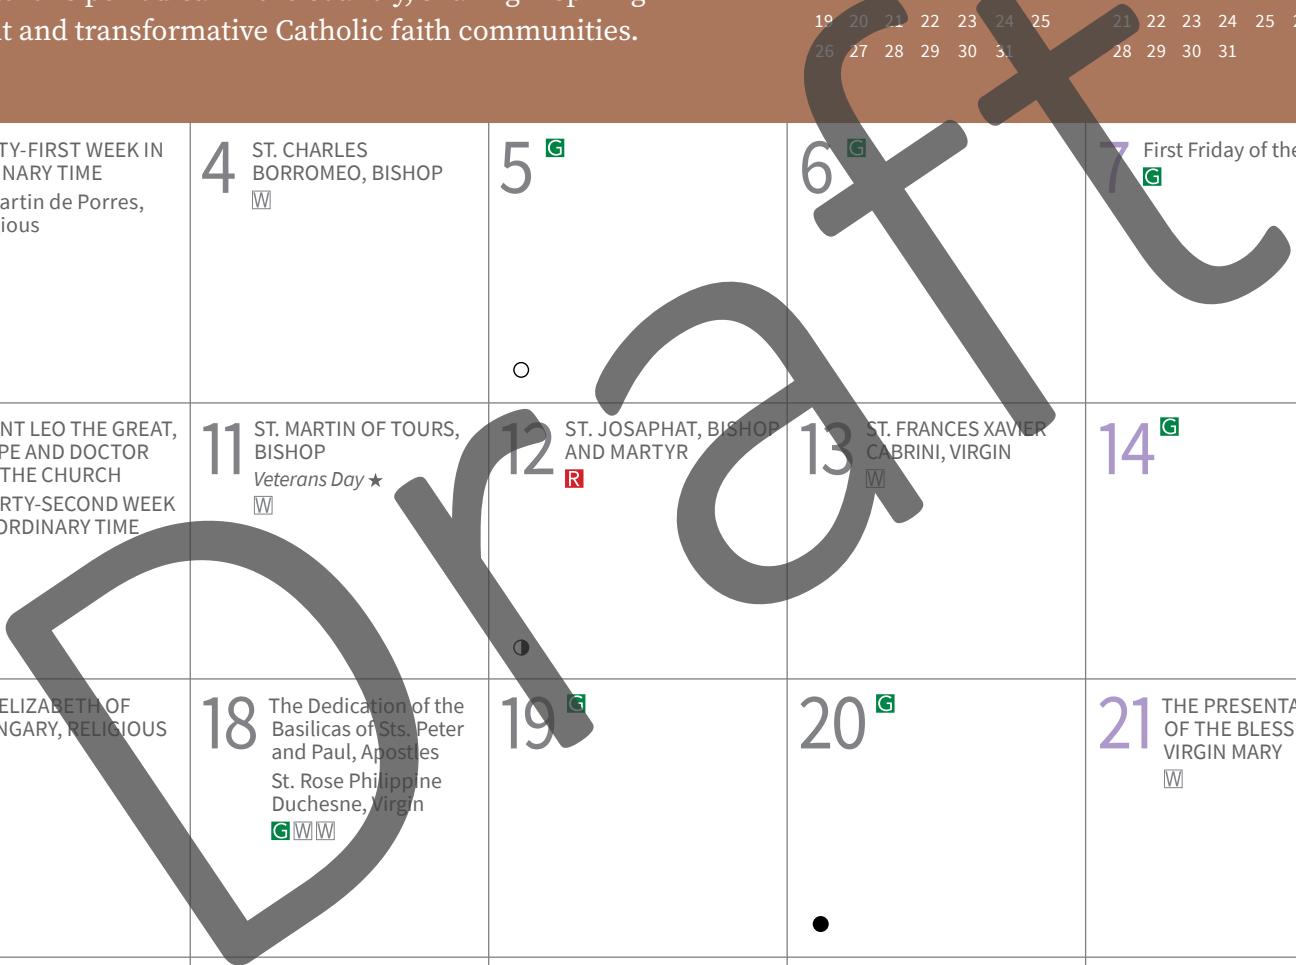 t and transformative Catholic faith communities.
19 20 21 22 23 24 25
26 27 28 29 30 31
21 22 23 24 25
28 29 30 31
TY-FIRST WEEK IN
NARY TIME
artin de Porres,
ious
4 ST. CHARLES
BORROMEO, BISHOP
W
5 G
6 G
7 First Friday of the
G
NT LEO THE GREAT,
PE AND DOCTOR
THE CHURCH
RTY-SECOND WEEK
ORDINARY TIME
11 ST. MARTIN OF TOURS,
BISHOP
Veterans Day ★
W
12 ST. JOSAPHAT, BISHOP
AND MARTYR
R
13 ST. FRANCES XAVIER
CABRINI, VIRGIN
W
14 G
ELIZABETH OF
NGARY, RELIGIOUS
18 The Dedication of the
Basilicas of Sts. Peter
and Paul, Apostles
St. Rose Philippine
Duchesne, Virgin
G W W
19 G
20 G
21 THE PRESENTA
OF THE BLESS
VIRGIN MARY
W
Draft